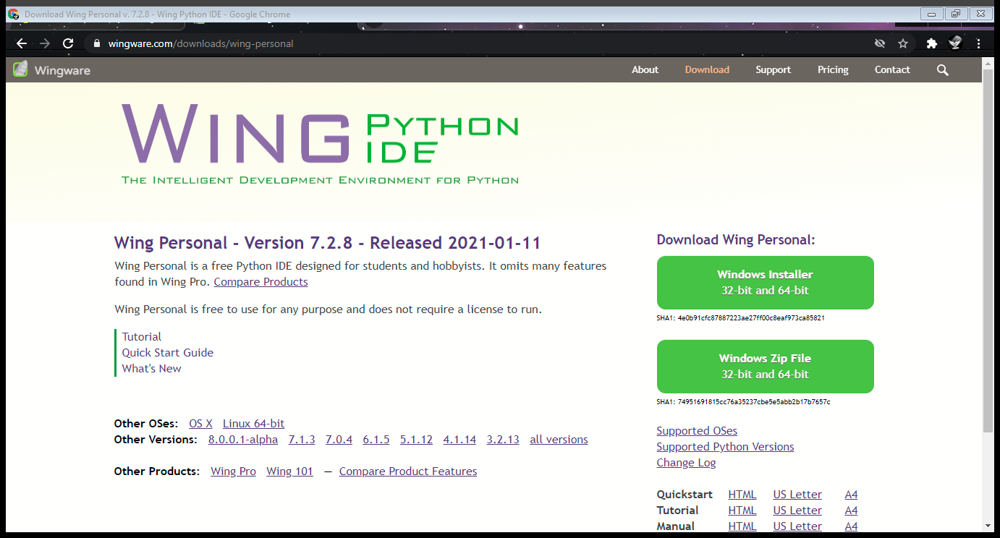 Download Wing Personal v. 7.2.8 - Wing Python IDE - Google Chrome
wingware.com/downloads/wing-personal
Wingware
About Download Support Pricing Contact
WING PYTHON IDE
THE INTELLIGENT DEVELOPMENT ENVIRONMENT FOR PYTHON
Wing Personal - Version 7.2.8 - Released 2021-01-11
Wing Personal is a free Python IDE designed for students and hobbyists. It omits many features
found in Wing Pro. Compare Products
Wing Personal is free to use for any purpose and does not require a license to run.
Tutorial
Quick Start Guide
What's New
Other OSes: OS X Linux 64-bit
Other Versions: 8.0.0.1-alpha 7.1.3 7.0.4 6.1.5 5.1.12 4.1.14 3.2.13 all versions
Other Products: Wing Pro Wing 101 — Compare Product Features
Download Wing Personal:
Windows Installer
32-bit and 64-bit
SHA1: 4e0b91cfc87887223ae27ff00c8eaf973ca85821
Windows Zip File
32-bit and 64-bit
SHA1: 74951691815cc76a35237cbe5e5abb2b17b7657c
Supported OSes
Supported Python Versions
Change Log
Quickstart HTML US Letter A4
Tutorial HTML US Letter A4
Manual HTML US Letter A4